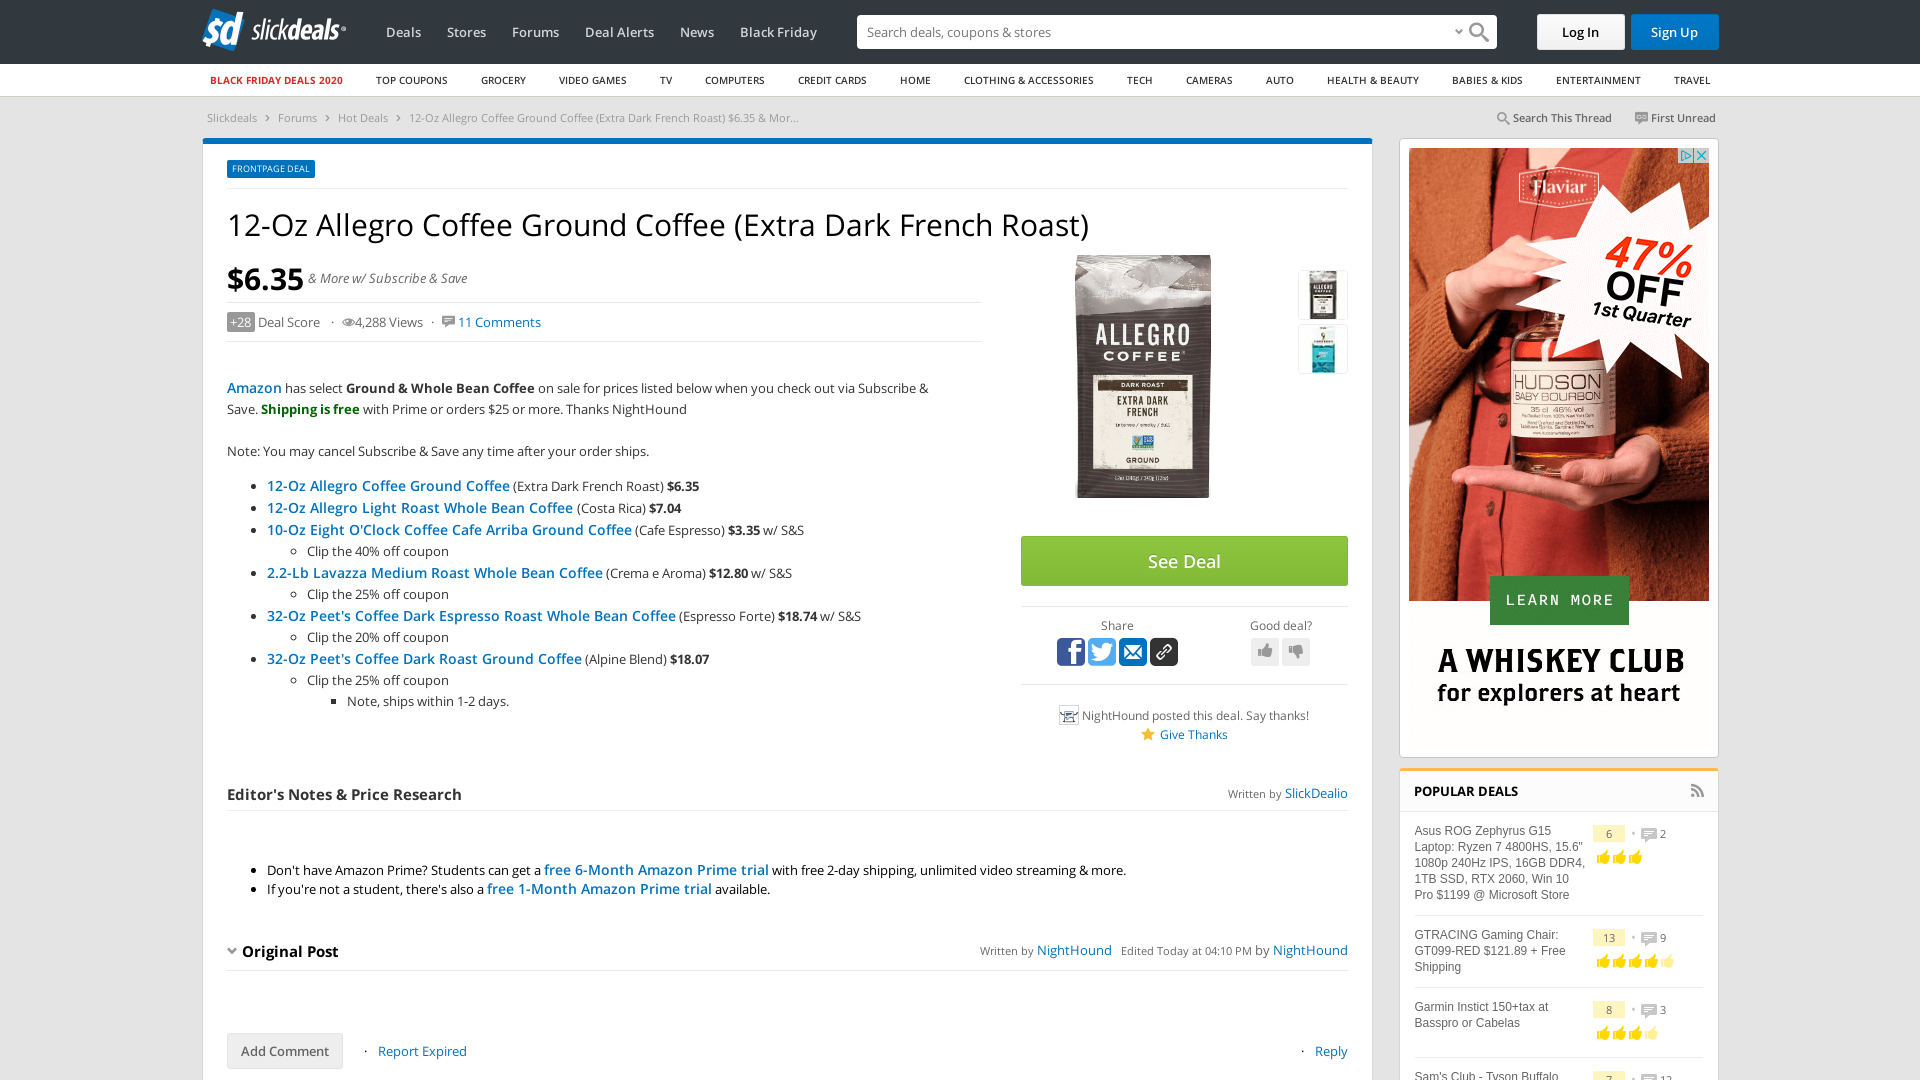 slickdeals
Deals
Stores
Forums
Deal Alerts
News
Black Friday
Search deals, coupons & stores
Log In
Sign Up
BLACK FRIDAY DEALS 2020
TOP COUPONS
GROCERY
VIDEO GAMES
TV
COMPUTERS
CREDIT CARDS
HOME
CLOTHING & ACCESSORIES
TECH
CAMERAS
AUTO
HEALTH & BEAUTY
BABIES & KIDS
ENTERTAINMENT
TRAVEL
Slickdeals > Forums > Hot Deals > 12-Oz Allegro Coffee Ground Coffee (Extra Dark French Roast) $6.35 & Mor...
Search This Thread
First Unread
FRONTPAGE DEAL
12-Oz Allegro Coffee Ground Coffee (Extra Dark French Roast)
$6.35 & More w/ Subscribe & Save
+28 Deal Score · 4,288 Views · 11 Comments
Amazon has select Ground & Whole Bean Coffee on sale for prices listed below when you check out via Subscribe &
Save. Shipping is free with Prime or orders $25 or more. Thanks NightHound
Note: You may cancel Subscribe & Save any time after your order ships.
12-Oz Allegro Coffee Ground Coffee (Extra Dark French Roast) $6.35
12-Oz Allegro Light Roast Whole Bean Coffee (Costa Rica) $7.04
10-Oz Eight O'Clock Coffee Cafe Arriba Ground Coffee (Cafe Espresso) $3.35 w/ S&S
Clip the 40% off coupon
2.2-Lb Lavazza Medium Roast Whole Bean Coffee (Crema e Aroma) $12.80 w/ S&S
Clip the 25% off coupon
32-Oz Peet's Coffee Dark Espresso Roast Whole Bean Coffee (Espresso Forte) $18.74 w/ S&S
Clip the 20% off coupon
32-Oz Peet's Coffee Dark Roast Ground Coffee (Alpine Blend) $18.07
Clip the 25% off coupon
Note, ships within 1-2 days.
ALLEGRO
COFFEE
DARK ROAST
EXTRA DARK
FRENCH
GROUND
See Deal
Share
Good deal?
NightHound posted this deal. Say thanks!
Give Thanks
Editor's Notes & Price Research
Written by SlickDealio
Don't have Amazon Prime? Students can get a free 6-Month Amazon Prime trial with free 2-day shipping, unlimited video streaming & more.
If you're not a student, there's also a free 1-Month Amazon Prime trial available.
Original Post
Written by NightHound Edited Today at 04:10 PM by NightHound
Add Comment
· Report Expired
· Reply
Flaviar
47%
OFF
1st Quarter
HUDSON
BABY BOURBON
35 cl 46% vol
LEARN MORE
A WHISKEY CLUB
for explorers at heart
POPULAR DEALS
Asus ROG Zephyrus G15
Laptop: Ryzen 7 4800HS, 15.6"
1080p 240Hz IPS, 16GB DDR4,
1TB SSD, RTX 2060, Win 10
Pro $1199 @ Microsoft Store
6 • 2
GTRACING Gaming Chair:
GT099-RED $121.89 + Free
Shipping
13 • 9
Garmin Instict 150+tax at
Basspro or Cabelas
8 • 3
Sam's Club - Tyson Buffalo
7 • 12